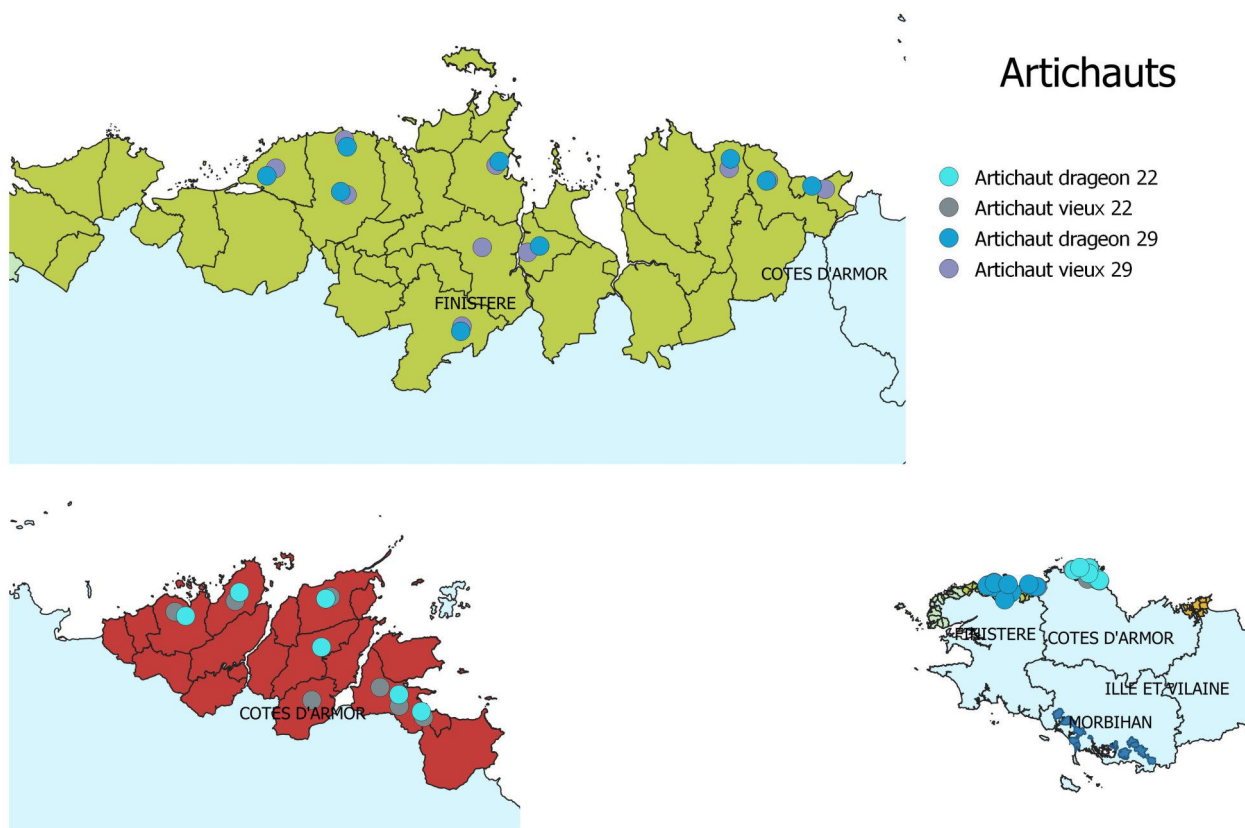 Artichauts
Artichaut drageon 22
Artichaut vieux 22
Artichaut drageon 29
Artichaut vieux 29
COTES D'ARMOR
FINISTERE
COTES D'ARMOR
FINISTERE
COTES D'ARMOR
ILLE ET VILAINE
MORBIHAN